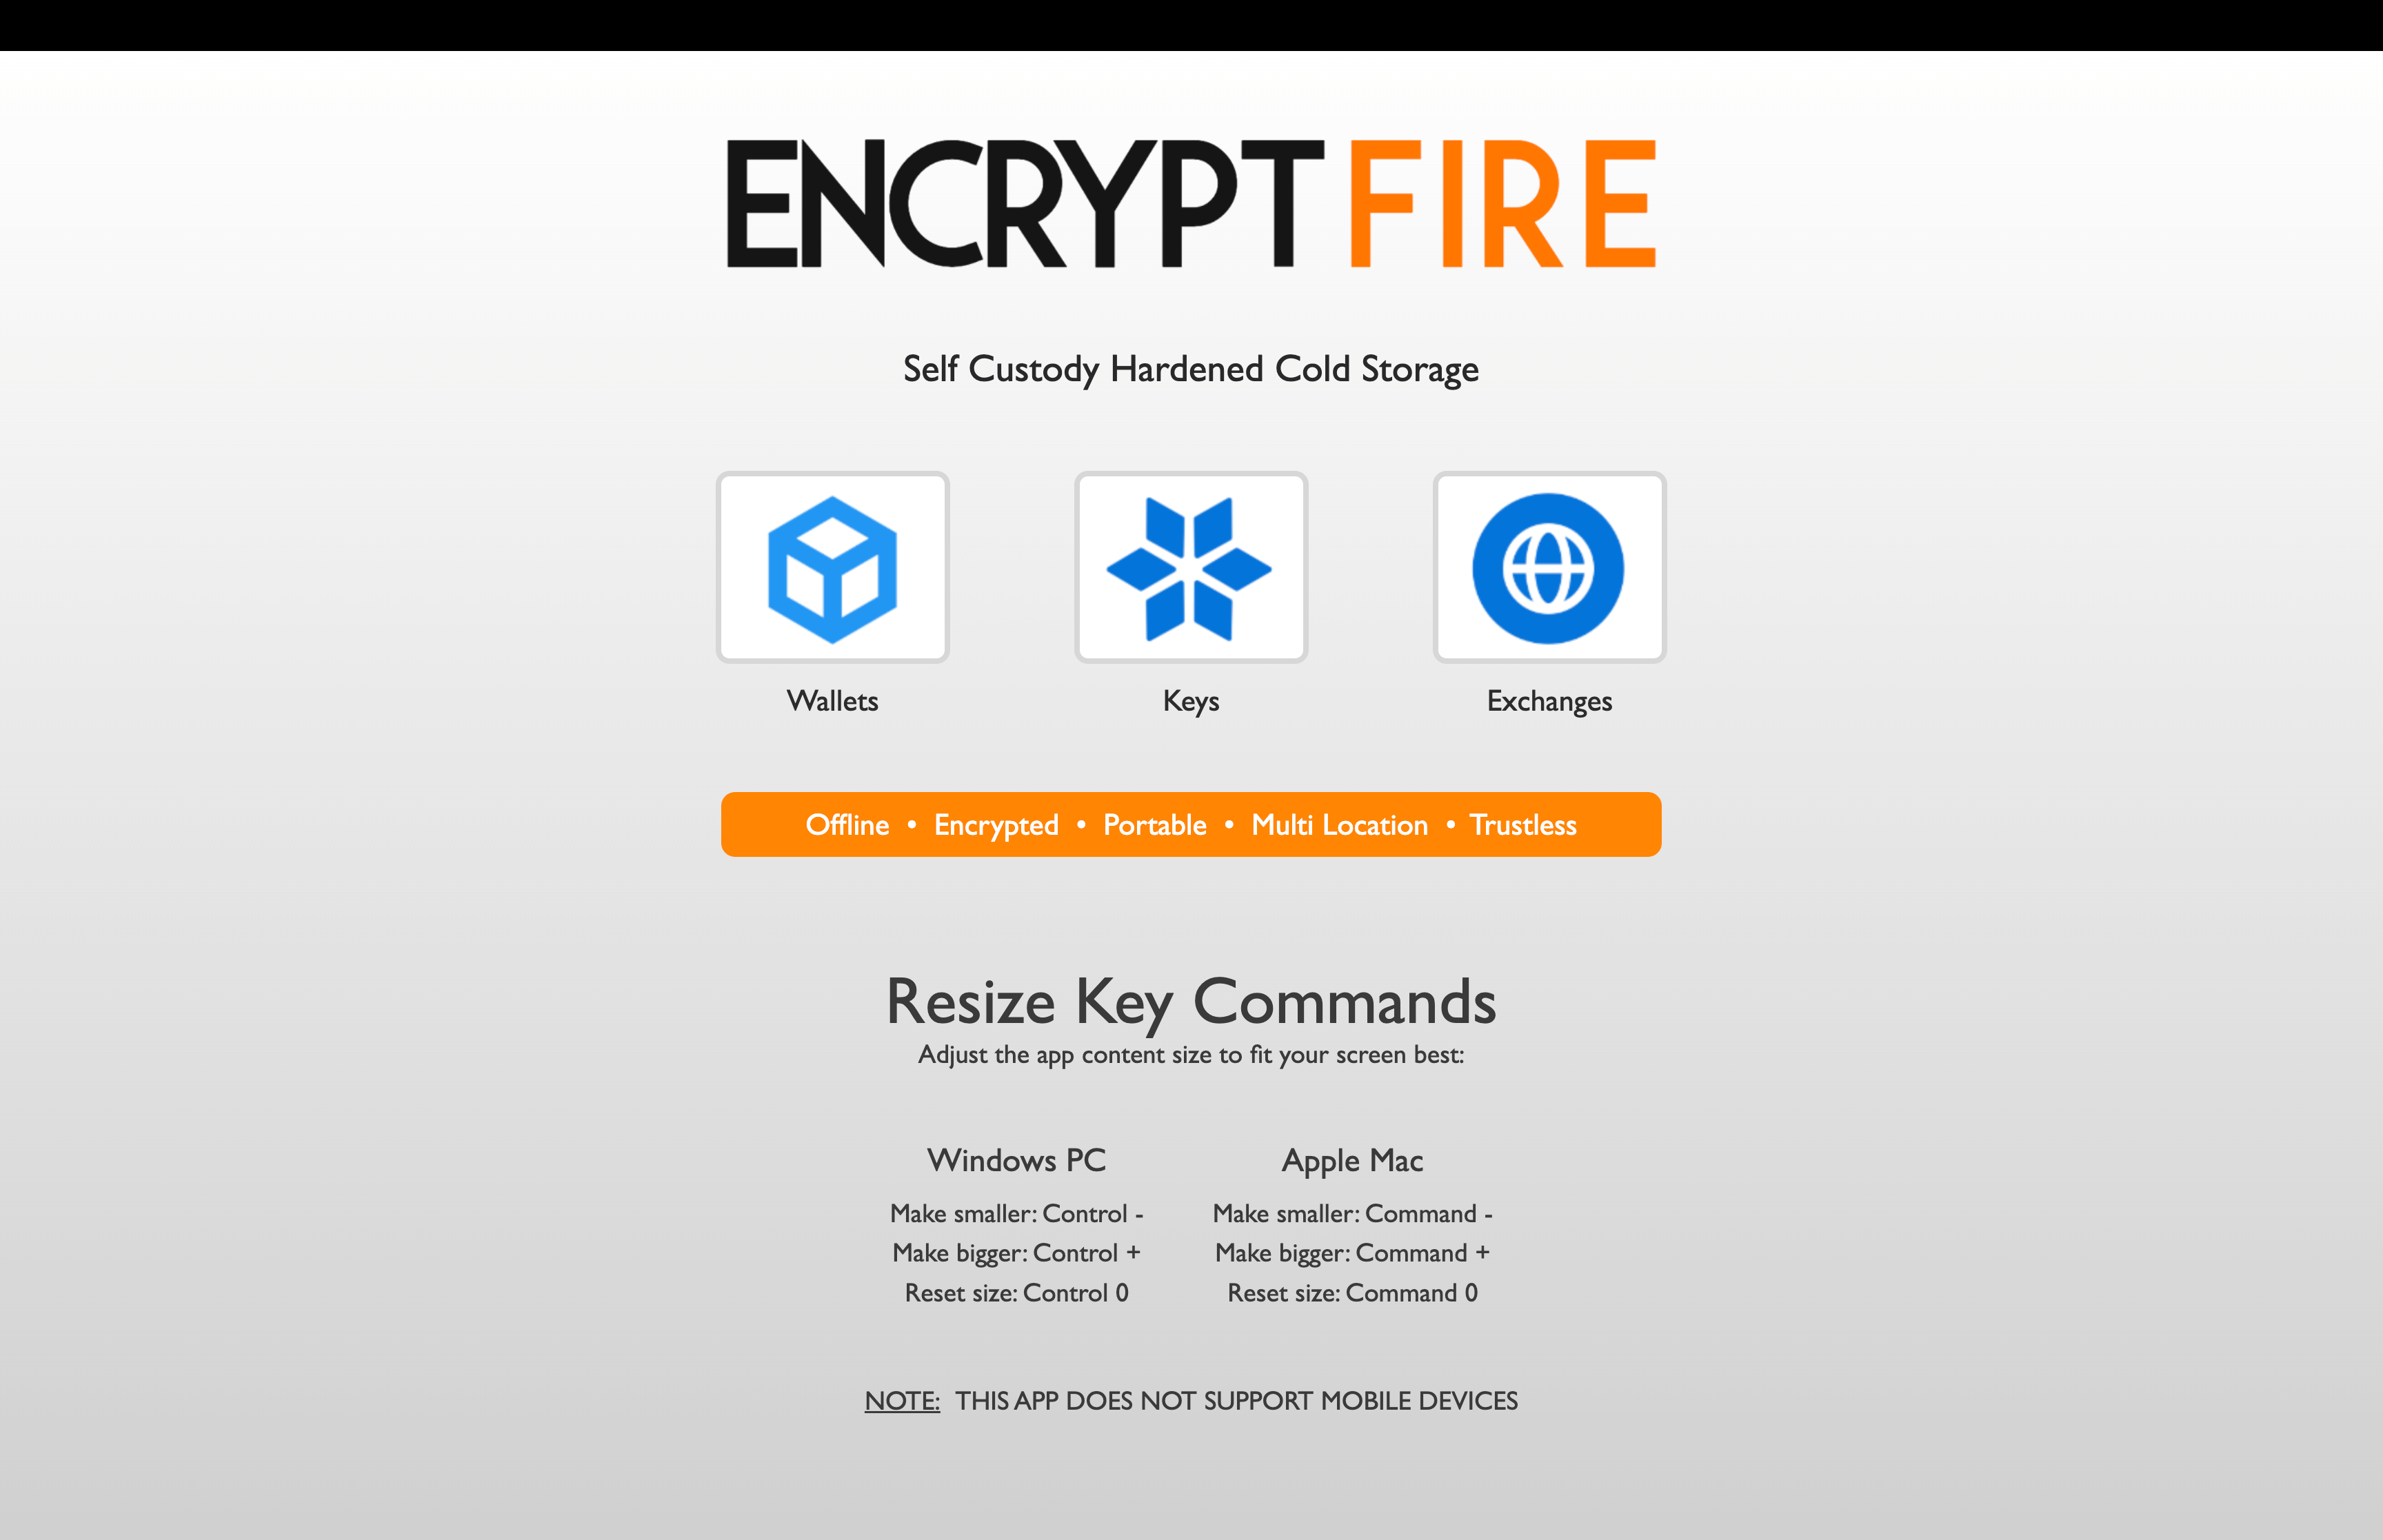 ENCRYPTFIRE
Self Custody Hardened Cold Storage
Wallets
Keys
Exchanges
Offline • Encrypted • Portable • Multi Location • Trustless
Resize Key Commands
Adjust the app content size to fit your screen best:
Windows PC
Make smaller: Control -
Make bigger: Control +
Reset size: Control 0
Apple Mac
Make smaller: Command -
Make bigger: Command +
Reset size: Command 0
NOTE: THIS APP DOES NOT SUPPORT MOBILE DEVICES